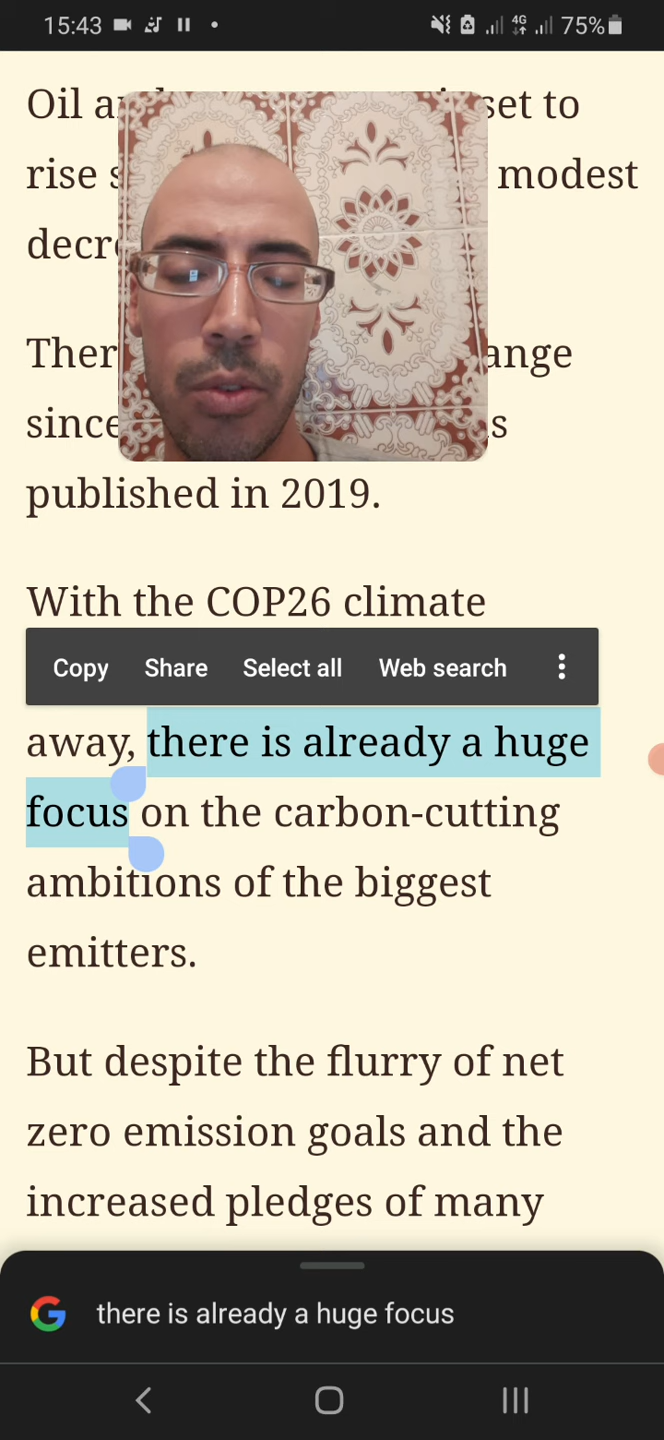 15:43
4G
75%
Oil set to
rise modest
There ange
since s
published in 2019.
With the COP26 climate
Copy Share Select all Web search
away, there is already a huge
focus on the carbon-cutting
ambitions of the biggest
emitters.
But despite the flurry of net
zero emission goals and the
increased pledges of many
there is already a huge focus